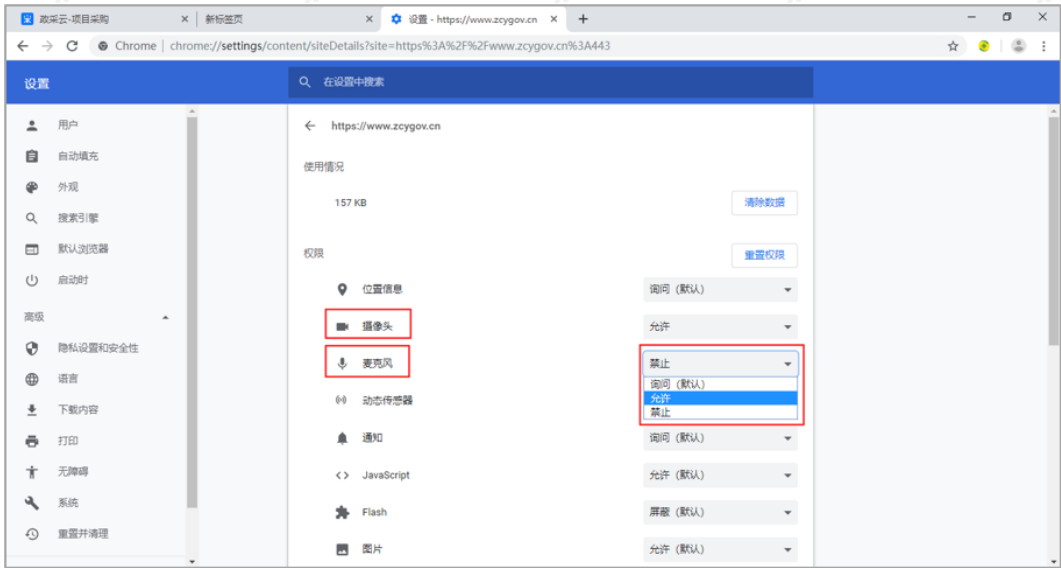 政采云-项目采购
新标签页
设置 - https://www.zcygov.cn
Chrome | chrome://settings/content/siteDetails?site=https%3A%2F%2Fwww.zcygov.cn%3A443
设置
在设置中搜索
用户
自动填充
外观
搜索引擎
默认浏览器
启动时
高级
隐私设置和安全性
语言
下载内容
打印
无障碍
系统
重置并清理
https://www.zcygov.cn
使用情况
157 KB
清除数据
权限
重置权限
位置信息
询问 (默认)
摄像头
允许
麦克风
禁止
询问 (默认)
允许
禁止
动态传感器
通知
询问 (默认)
JavaScript
允许 (默认)
Flash
屏蔽 (默认)
图片
允许 (默认)